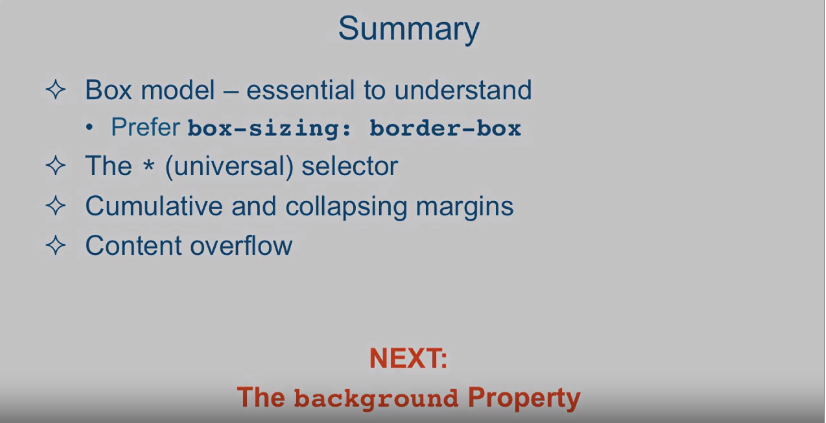 Summary
✧ Box model – essential to understand
• Prefer box-sizing: border-box
✧ The * (universal) selector
✧ Cumulative and collapsing margins
✧ Content overflow
NEXT:
The background Property